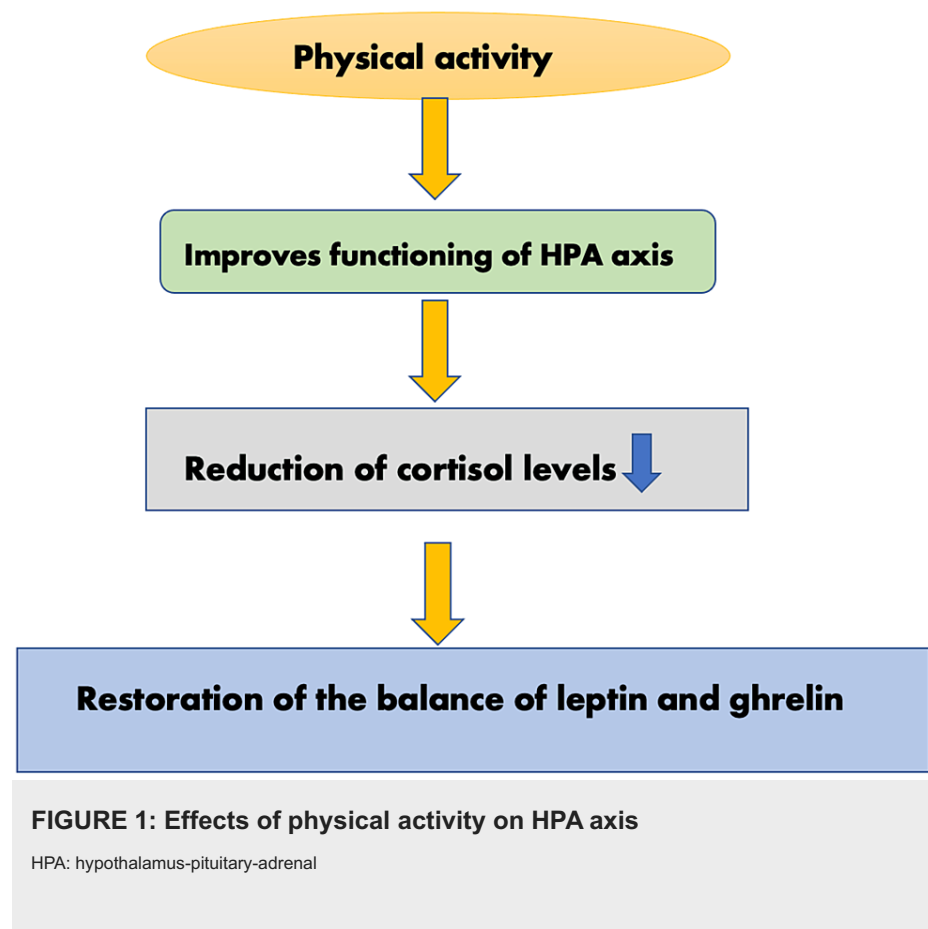 Physical activity
Improves functioning of HPA axis
Reduction of cortisol levels
Restoration of the balance of leptin and ghrelin
FIGURE 1: Effects of physical activity on HPA axis
HPA: hypothalamus-pituitary-adrenal